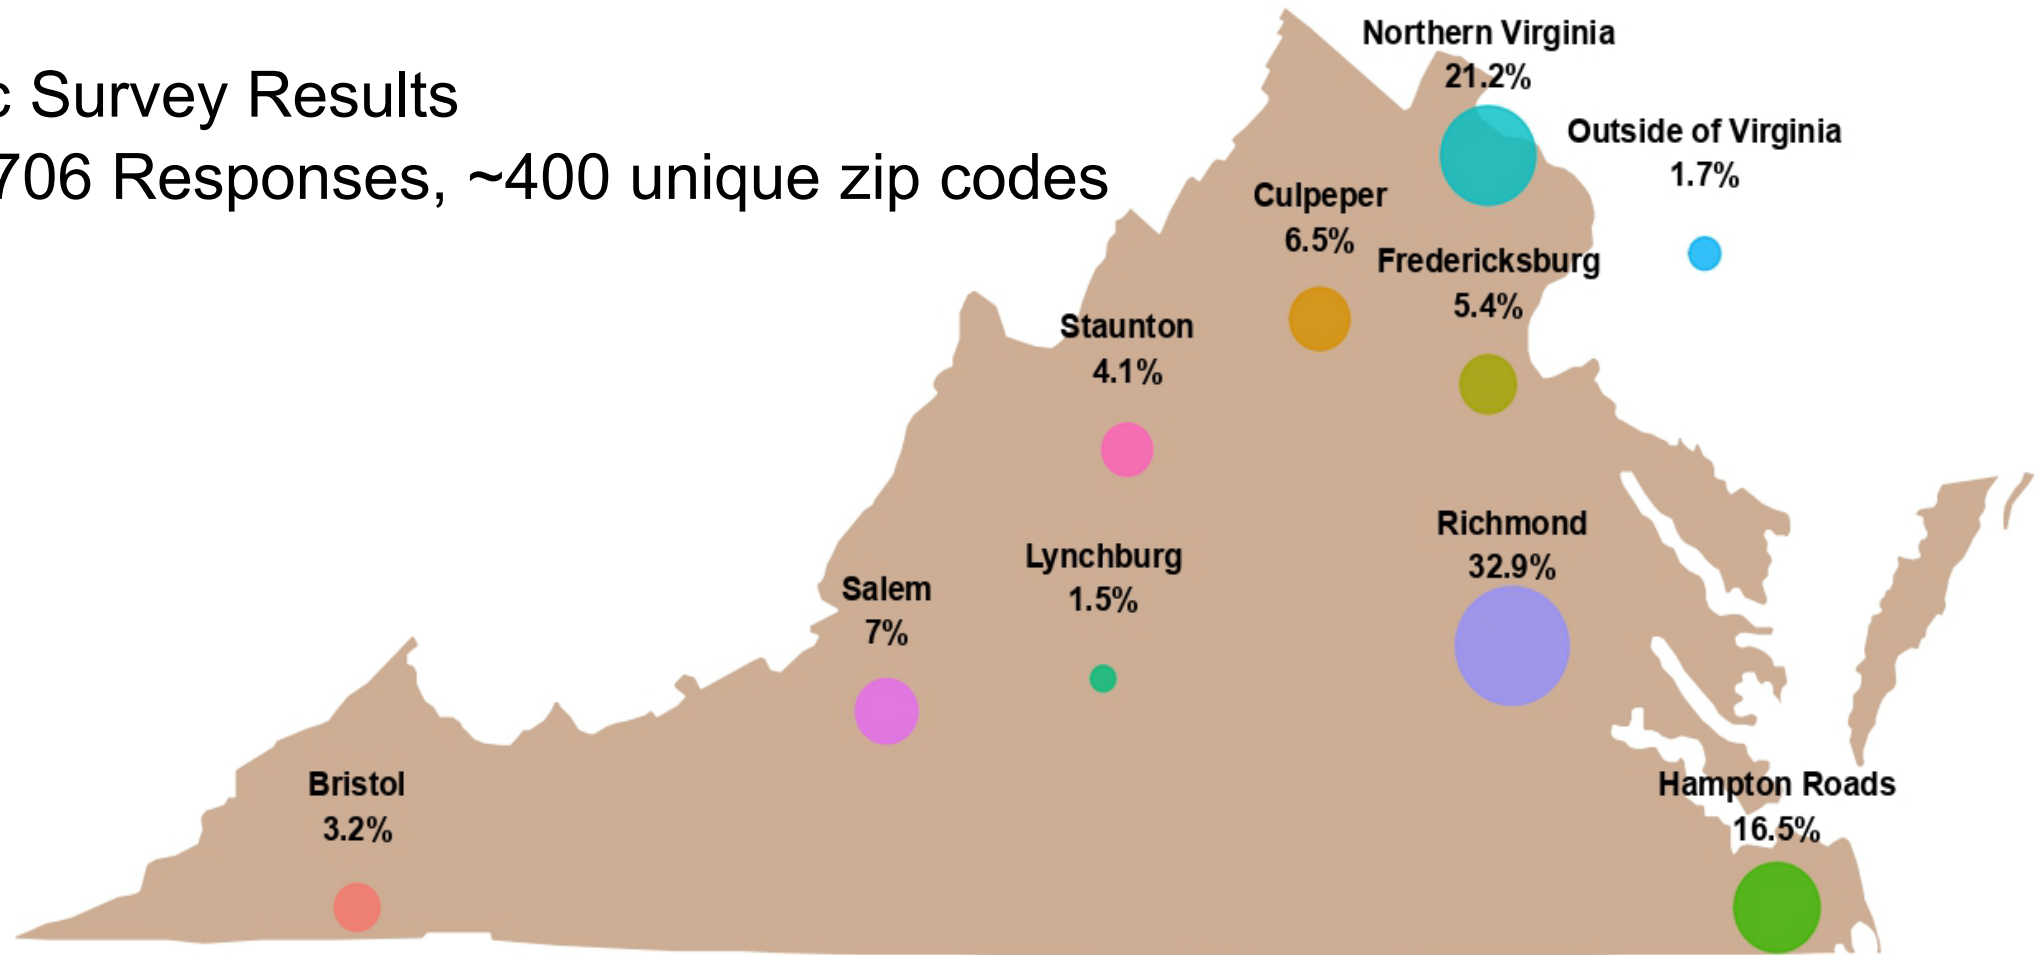 c Survey Results
706 Responses, ~400 unique zip codes
Northern Virginia
21.2%
Outside of Virginia
1.7%
Culpeper
6.5%
Fredericksburg
5.4%
Staunton
4.1%
Richmond
32.9%
Lynchburg
1.5%
Salem
7%
Bristol
3.2%
Hampton Roads
16.5%